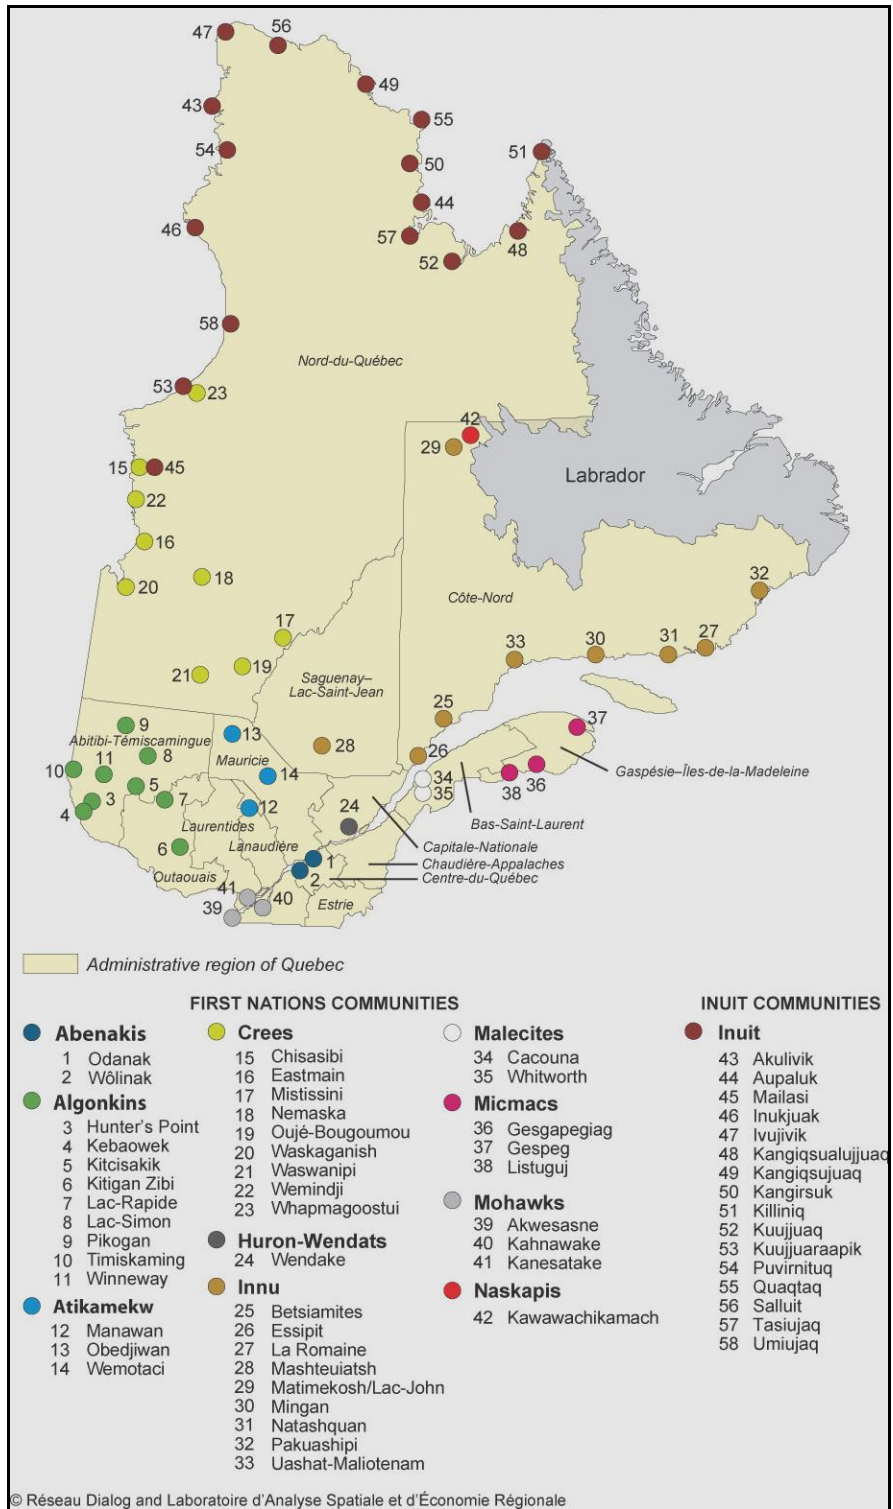 47
56
49
43
55
54
50
51
44
46
57
48
52
58
Nord-du-Québec
53
23
42
29
15
45
Labrador
22
16
18
20
32
Côte-Nord
17
33
30
31
27
21
19
Saguenay–
Lac-Saint-Jean
25
37
9
13
Abitibi-Témiscamingue
28
26
8
Mauricie
10
11
14
34
Gaspésie–Îles-de-la-Madeleine
5
35
38
36
3
7
12
24
4
Laurentides
Bas-Saint-Laurent
6
Lanaudière
Capitale-Nationale
1
Chaudière-Appalaches
Outaouais
2
Centre-du-Québec
41
39
40
Estrie
Administrative region of Quebec
FIRST NATIONS COMMUNITIES
Abenakis
1 Odanak
2 Wôlinak
Algonkins
3 Hunter's Point
4 Kebaowek
5 Kitcisakik
6 Kitigan Zibi
7 Lac-Rapide
8 Lac-Simon
9 Pikogan
10 Timiskaming
11 Winneway
Atikamekw
12 Manawan
13 Obedjiwan
14 Wemotaci
Crees
15 Chisasibi
16 Eastmain
17 Mistissini
18 Nemaska
19 Oujé-Bougoumou
20 Waskaganish
21 Waswanipi
22 Wemindji
23 Whapmagoostui
Huron-Wendats
24 Wendake
Innu
25 Betsiamites
26 Essipit
27 La Romaine
28 Mashteuiatsh
29 Matimekosh/Lac-John
30 Mingan
31 Natashquan
32 Pakuashipi
33 Uashat-Maliotenam
Malecites
34 Cacouna
35 Whitworth
Micmacs
36 Gesgapegiag
37 Gespeg
38 Listuguj
Mohawks
39 Akwesasne
40 Kahnawake
41 Kanesatake
Naskapis
42 Kawawachikamach
INUIT COMMUNITIES
Inuit
43 Akulivik
44 Aupaluk
45 Mailasi
46 Inukjuak
47 Ivujivik
48 Kangiqsualujjuaq
49 Kangiqsujuaq
50 Kangirsuk
51 Killiniq
52 Kuujjuaq
53 Kuujjuaraapik
54 Puvirnituq
55 Quaqtaq
56 Salluit
57 Tasiujaq
58 Umiujaq
© Réseau Dialog and Laboratoire d'Analyse Spatiale et d'Économie Régionale